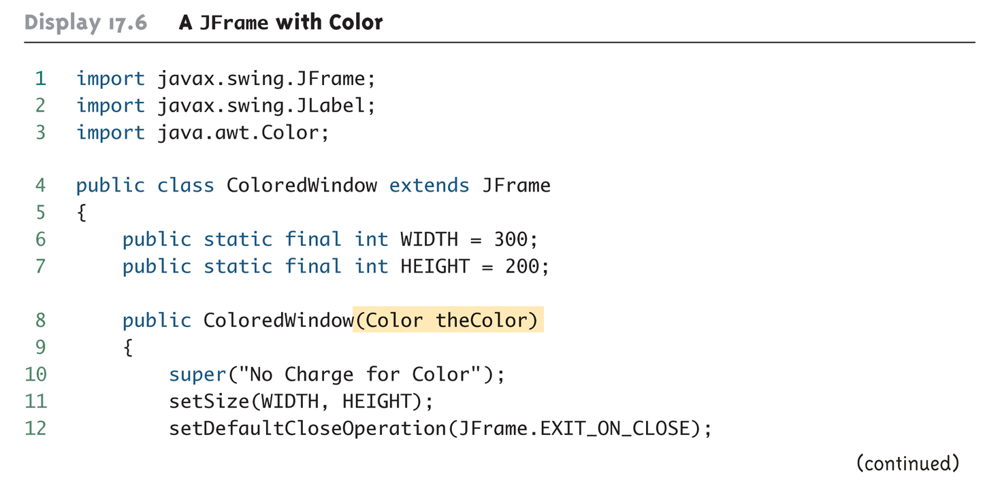 Display 17.6 A JFrame with Color
1 import javax.swing.JFrame;
2 import javax.swing.JLabel;
3 import java.awt.Color;
4 public class ColoredWindow extends JFrame
5 {
6 public static final int WIDTH = 300;
7 public static final int HEIGHT = 200;
8 public ColoredWindow(Color theColor)
9 {
10 super("No Charge for Color");
11 setSize(WIDTH, HEIGHT);
12 setDefaultCloseOperation(JFrame.EXIT_ON_CLOSE);
(continued)